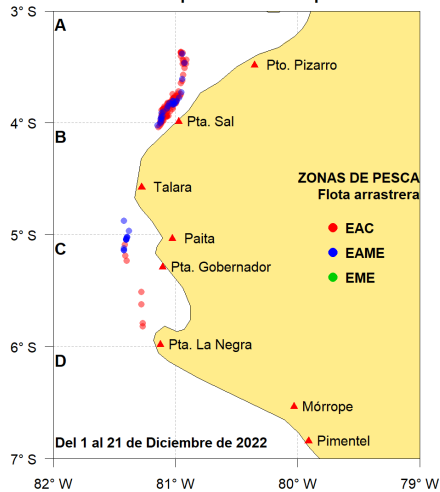 3° S
A
Pto. Pizarro
4° S
Pta. Sal
B
ZONAS DE PESCA
Flota arrastrera
Talara
EAC
5° S
Paita
C
EAME
Pta. Gobernador
EME
6° S
Pta. La Negra
D
Mórrope
Del 1 al 21 de Diciembre de 2022
Pimentel
7° S
82° W
81° W
80° W
79° W